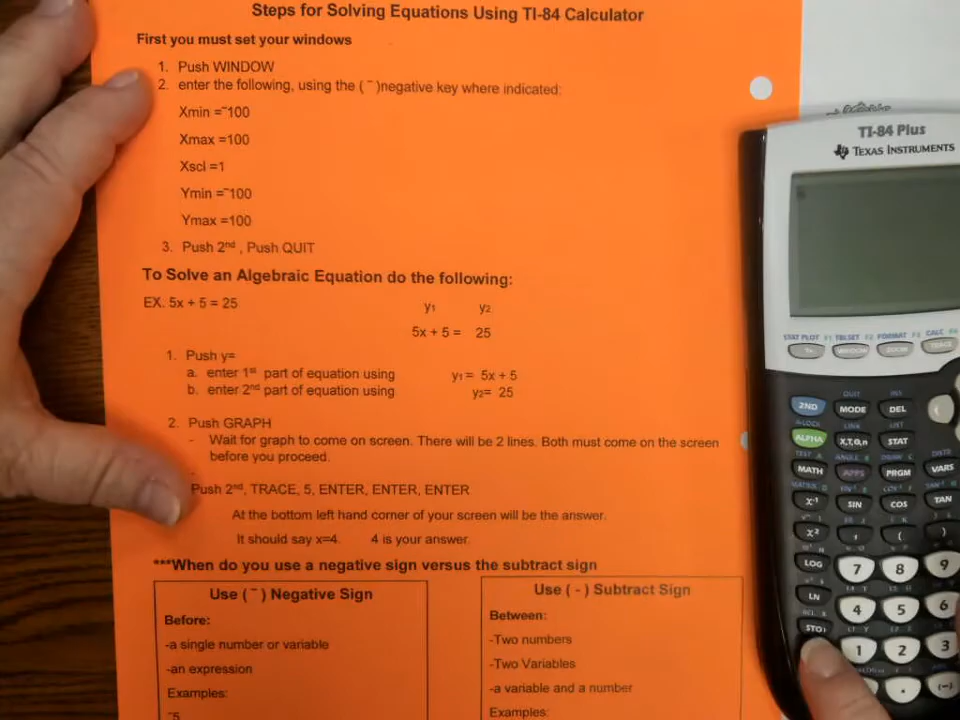 Steps for Solving Equations Using TI-84 Calculator
First you must set your windows
1. Push WINDOW
2. enter the following, using the ( ‾ )negative key where indicated:
Xmin =‾100
Xmax =100
Xscl =1
Ymin =‾100
Ymax =100
3. Push 2nd , Push QUIT
To Solve an Algebraic Equation do the following:
EX. 5x + 5 = 25
y1 y2
5x + 5 = 25
1. Push y=
a. enter 1st part of equation using y1= 5x + 5
b. enter 2nd part of equation using y2= 25
2. Push GRAPH
- Wait for graph to come on screen. There will be 2 lines. Both must come on the screen
before you proceed.
Push 2nd, TRACE, 5, ENTER, ENTER, ENTER
At the bottom left hand corner of your screen will be the answer.
It should say x=4. 4 is your answer.
***When do you use a negative sign versus the subtract sign
Use ( ‾ ) Negative Sign
Before:
-a single number or variable
-an expression
Examples:
‾5
Use ( - ) Subtract Sign
Between:
-Two numbers
-Two Variables
-a variable and a number
Examples:
TI-84 Plus
TEXAS INSTRUMENTS
STAT PLOT F1 TBLSET F2 FORMAT F3 CALC F4
Y= WINDOW ZOOM TRACE
QUIT INS
2ND MODE DEL
A-LOCK LINK LIST
ALPHA X,T,θ,n STAT
MATH APPS PRGM VARS
x-1 SIN COS TAN
x² , ( )
LOG 7 8 9
LN 4 5 6
STO 1 2 3
. (-)